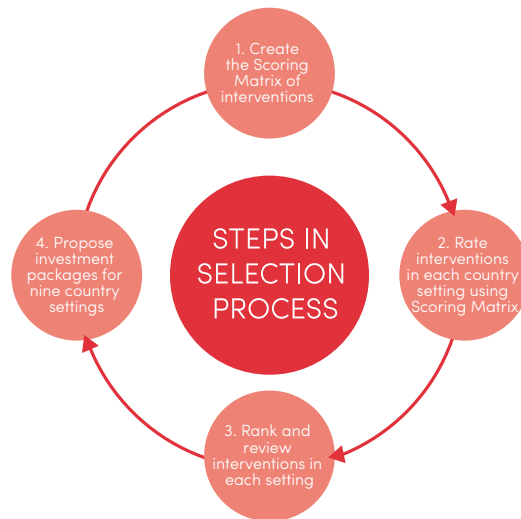 1. Create
the Scoring
Matrix of
interventions
STEPS IN
SELECTION
PROCESS
2. Rate
interventions
in each country
setting using
Scoring Matrix
3. Rank and
review
interventions in
each setting
4. Propose
investment
packages for
nine country
settings